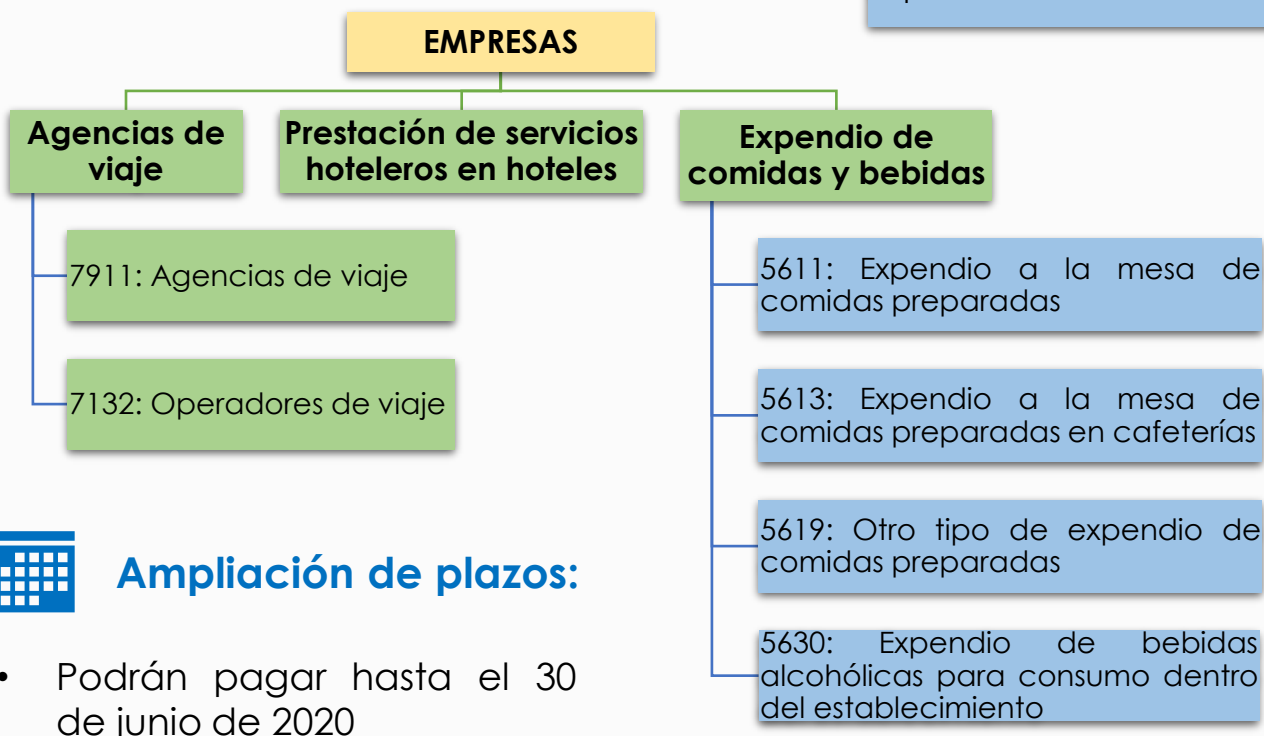 EMPRESAS
Agencias de
viaje
Prestación de servicios
hoteleros en hoteles
Expendio de
comidas y bebidas
7911: Agencias de viaje
7132: Operadores de viaje
5611: Expendio a la mesa de
comidas preparadas
5613: Expendio a la mesa de
comidas preparadas en cafeterías
5619: Otro tipo de expendio de
comidas preparadas
5630: Expendio de bebidas
alcohólicas para consumo dentro
del establecimiento
Ampliación de plazos:
• Podrán pagar hasta el 30
de junio de 2020